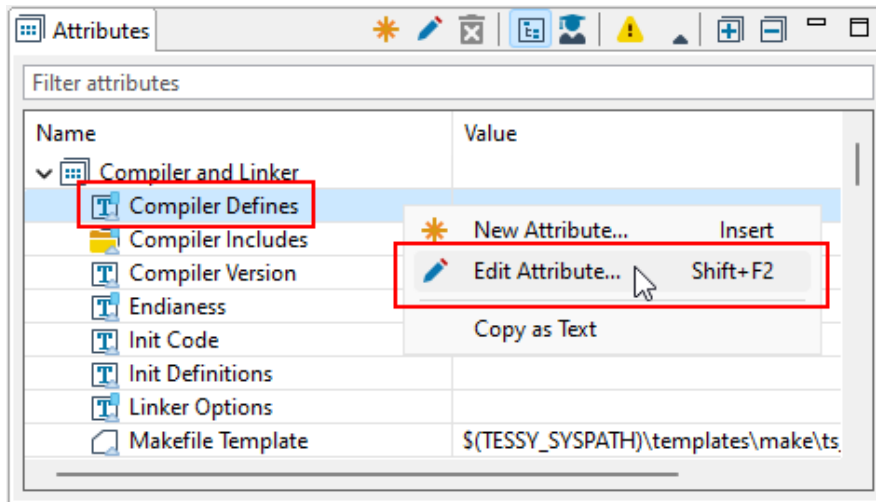 Attributes
Filter attributes
Name Value
Compiler and Linker
Compiler Defines
Compiler Includes
Compiler Version
Endianess
Init Code
Init Definitions
Linker Options
Makefile Template $(TESSY_SYSPATH)\templates\make\ts_
New Attribute... Insert
Edit Attribute... Shift+F2
Copy as Text